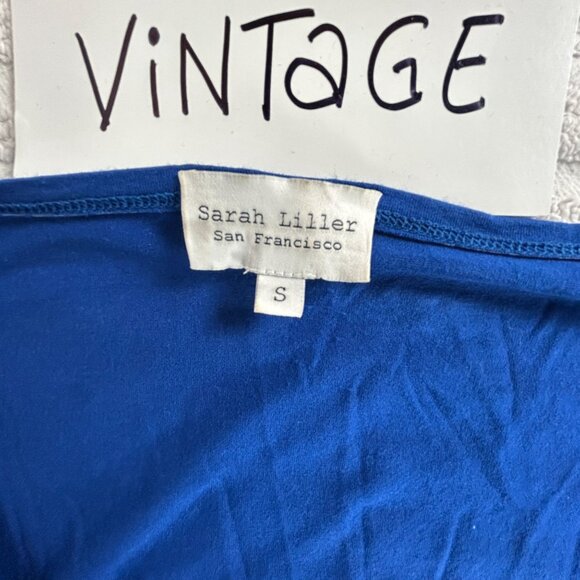 ViNTaGE
Sarah Liller
San Francisco
S